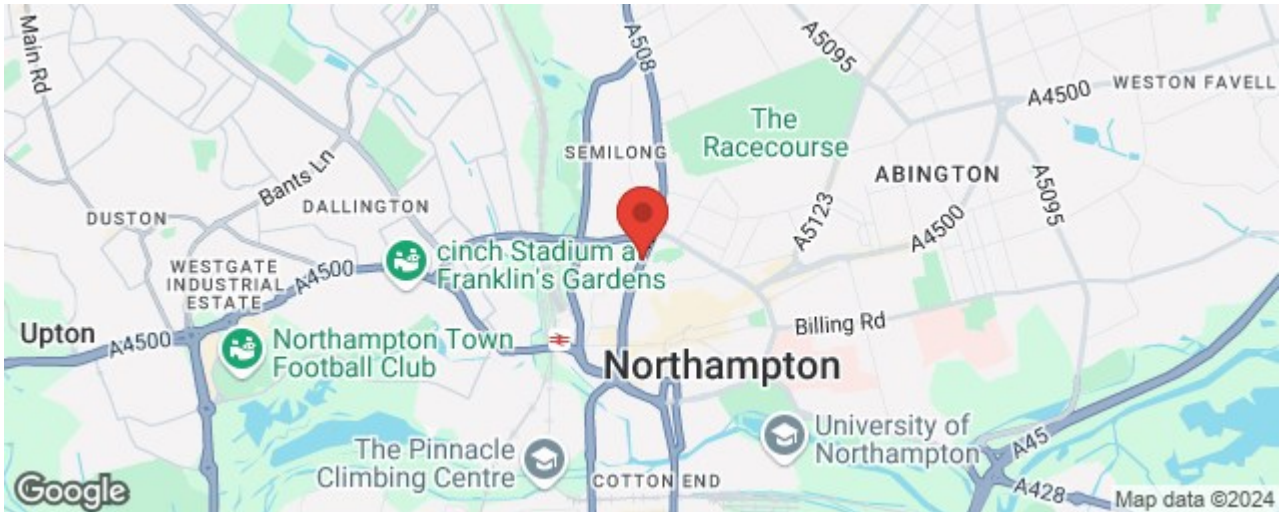 Main Rd
A508
A5095
A4500
WESTON FAVELL
The
Racecourse
SEMILONG
Bants Ln
ABINGTON
A5095
DALLINGTON
DUSTON
A5123
A4500
cinch Stadium a
Franklin's Gardens
WESTGATE
INDUSTRIAL
ESTATE
A4500
Upton
A4500
Northampton Town
Football Club
Billing Rd
Northampton
University of
Northampton
The Pinnacle
Climbing Centre
COTTON END
A45
A428
Google
Map data ©2024